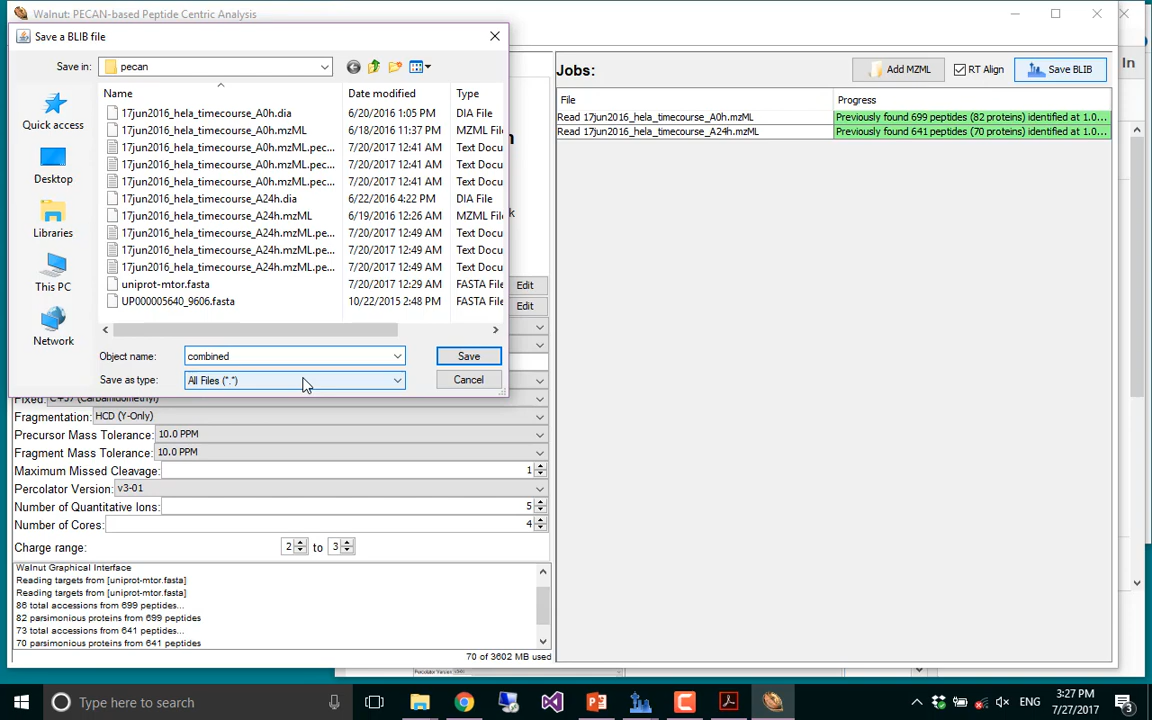 Walnut: PECAN-based Peptide Centric Analysis
Save a BLIB file
Save in: pecan
Name Date modified Type
17jun2016_hela_timecourse_A0h.dia 6/20/2016 1:05 PM DIA File
17jun2016_hela_timecourse_A0h.mzML 6/18/2016 11:37 PM MZML File
17jun2016_hela_timecourse_A0h.mzML.pec... 7/20/2017 12:41 AM Text Docu
17jun2016_hela_timecourse_A0h.mzML.pec... 7/20/2017 12:41 AM Text Docu
17jun2016_hela_timecourse_A0h.mzML.pec... 7/20/2017 12:41 AM Text Docu
17jun2016_hela_timecourse_A24h.dia 6/22/2016 4:22 PM DIA File
17jun2016_hela_timecourse_A24h.mzML 6/19/2016 12:26 AM MZML File
17jun2016_hela_timecourse_A24h.mzML.pe... 7/20/2017 12:49 AM Text Docu
17jun2016_hela_timecourse_A24h.mzML.pe... 7/20/2017 12:49 AM Text Docu
17jun2016_hela_timecourse_A24h.mzML.pe... 7/20/2017 12:49 AM Text Docu
uniprot-mtor.fasta 7/20/2017 12:29 AM FASTA File
UP000005640_9606.fasta 10/22/2015 2:48 PM FASTA File
Quick access
Desktop
Libraries
This PC
Network
Object name: combined Save
Save as type: All Files (*.*) Cancel
Edit
Edit
Fixed: C+57 (Carbamidomethyl)
Fragmentation: HCD (Y-Only)
Precursor Mass Tolerance: 10.0 PPM
Fragment Mass Tolerance: 10.0 PPM
Maximum Missed Cleavage: 1
Percolator Version: v3-01
Number of Quantitative Ions: 5
Number of Cores: 4
Charge range: 2 to 3
Walnut Graphical Interface
Reading targets from [uniprot-mtor.fasta]
Reading targets from [uniprot-mtor.fasta]
86 total accessions from 699 peptides...
82 parsimonious proteins from 699 peptides
73 total accessions from 641 peptides...
70 parsimonious proteins from 641 peptides
70 of 3602 MB used
Jobs: Add MZML RT Align Save BLIB
In
File Progress
Read 17jun2016_hela_timecourse_A0h.mzML Previously found 699 peptides (82 proteins) identified at 1.0...
Read 17jun2016_hela_timecourse_A24h.mzML Previously found 641 peptides (70 proteins) identified at 1.0...
Type here to search
ENG
3:27 PM
7/27/2017
3